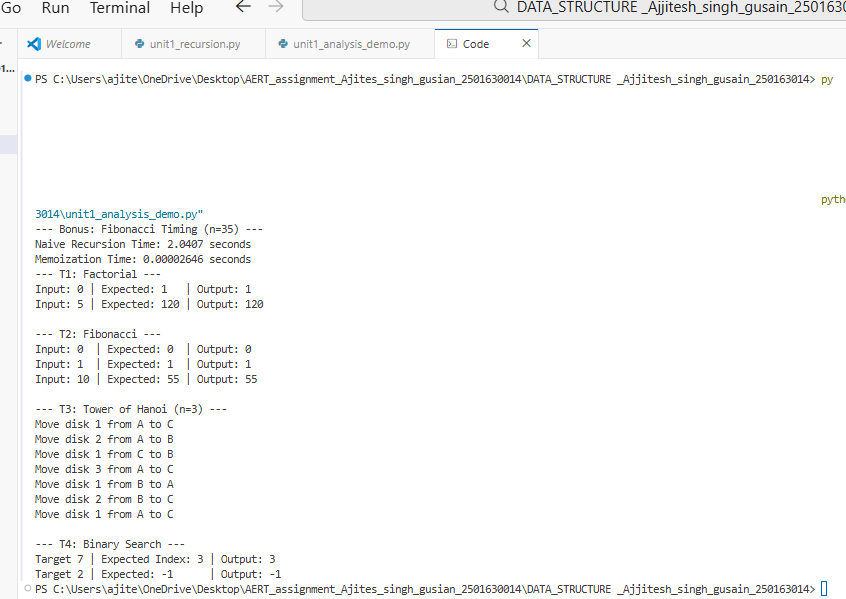 Go Run Terminal Help ← → DATA_STRUCTURE _Ajjitesh_singh_gusain_25016301
Welcome unit1_recursion.py unit1_analysis_demo.py Code
1...
PS C:\Users\ajite\OneDrive\Desktop\AERT_assignment_Ajites_singh_gusian_2501630014\DATA_STRUCTURE _Ajjitesh_singh_gusain_250163014> py
pyth
3014\unit1_analysis_demo.py"
--- Bonus: Fibonacci Timing (n=35) ---
Naive Recursion Time: 2.0407 seconds
Memoization Time: 0.00002646 seconds
--- T1: Factorial ---
Input: 0 | Expected: 1 | Output: 1
Input: 5 | Expected: 120 | Output: 120
--- T2: Fibonacci ---
Input: 0 | Expected: 0 | Output: 0
Input: 1 | Expected: 1 | Output: 1
Input: 10 | Expected: 55 | Output: 55
--- T3: Tower of Hanoi (n=3) ---
Move disk 1 from A to C
Move disk 2 from A to B
Move disk 1 from C to B
Move disk 3 from A to C
Move disk 1 from B to A
Move disk 2 from B to C
Move disk 1 from A to C
--- T4: Binary Search ---
Target 7 | Expected Index: 3 | Output: 3
Target 2 | Expected: -1 | Output: -1
PS C:\Users\ajite\OneDrive\Desktop\AERT_assignment_Ajites_singh_gusian_2501630014\DATA_STRUCTURE _Ajjitesh_singh_gusain_250163014>